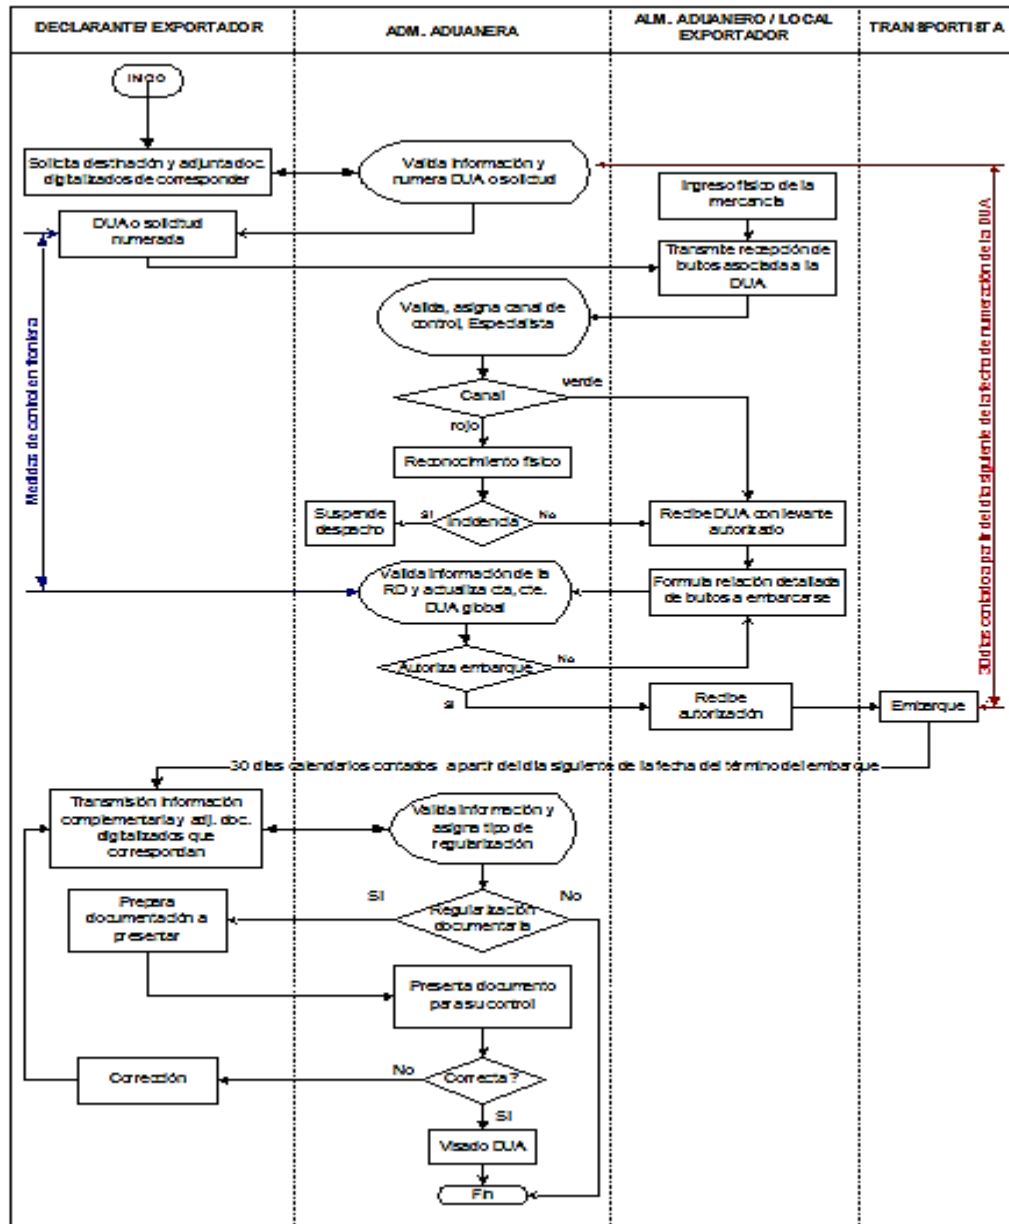 DECLARANTE/ EXPORTADOR
ADM. ADUANERA
ALM. ADUANERO / LOCAL
EXPORTADOR
TRANSPORTISTA
INICIO
Solicita destinación y adjunta doc.
digitalizados de corresponder
Valida información y
numera DUA o solicitud
Ingreso físico de la
mercancía
DUA o solicitud
numerada
Transmite recepción de
bultos asociada a la
DUA
Valida, asigna canal de
control, Especialista
Canal
verde
rojo
Reconocimiento físico
Suspende
despacho
SI
Incidencia
No
Recibe DUA con levante
autorizado
Valida información de la
RD y actualiza cta, cte.
DUA global
Formula relación detallada
de bultos a embarcarse
Autoriza embarque
No
SI
Recibe
autorización
Embarque
Medidas de control en frontera
30 días contados a partir del día siguiente de la fecha de numeración de la DUA
30 días calendarios contados a partir del día siguiente de la fecha del término del embarque
Transmisión información
complementaria y adj. doc.
digitalizados que
correspondan
Valida información y
asigna tipo de
regularización
SI
No
Prepara
documentación a
presentar
Regularización
documentaria
Presenta documento
para su control
Corrección
No
Correcta ?
SI
Visado DUA
Fin